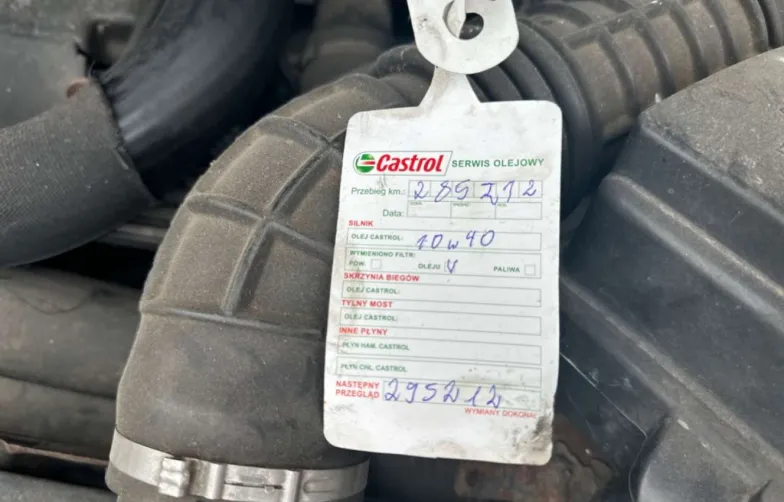 Castrol SERWIS OLEJOWY
Przebieg km.: 285212
Data:
SILNIK
OLEJ CASTROL: 10w40
WYMIENIONO FILTR:
POW. OLEJU V PALIWA
SKRZYNIA BIEGÓW
OLEJ CASTROL:
TYLNY MOST
OLEJ CASTROL:
INNE PŁYNY
PŁYN HAM. CASTROL
PŁYN CHŁ. CASTROL
NASTĘPNY
PRZEGLĄD 295212
WYMIANY DOKONAŁ